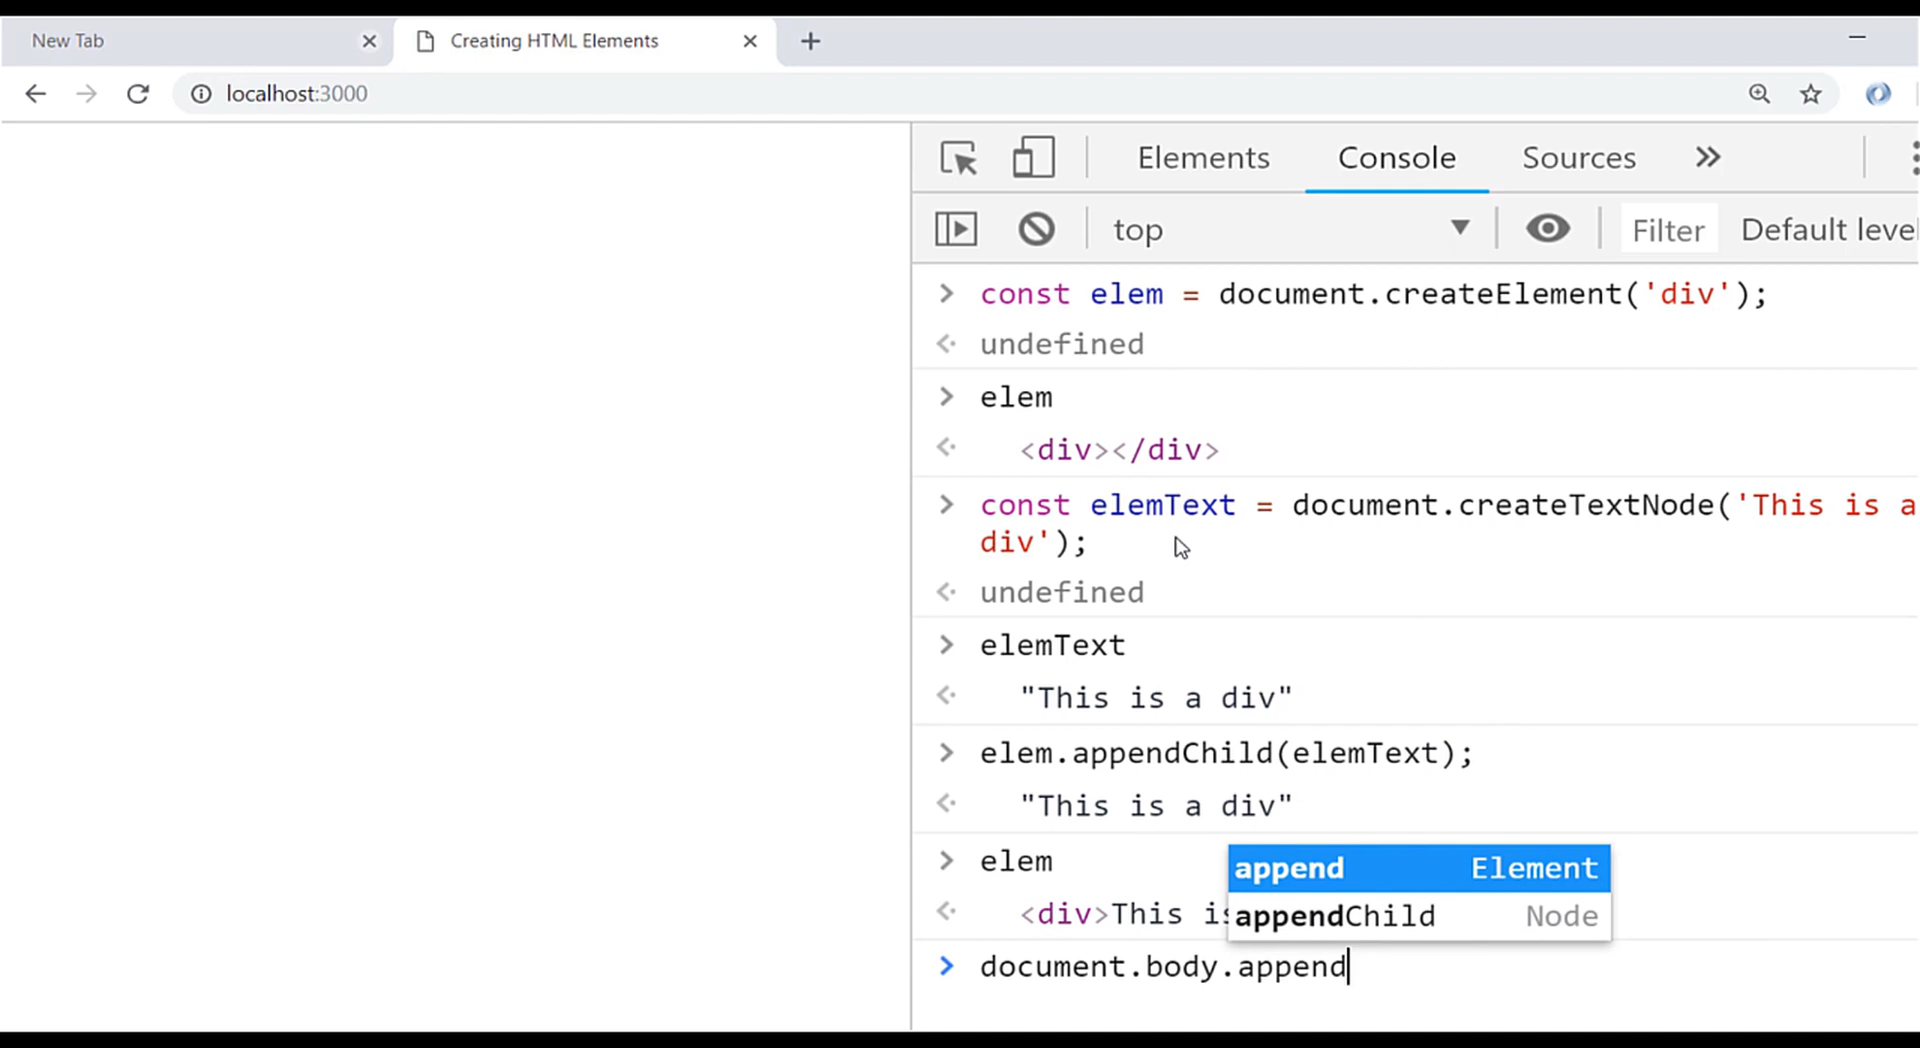 New Tab
Creating HTML Elements
localhost:3000
Elements Console Sources
top Filter Default leve
const elem = document.createElement('div');
undefined
elem
<div></div>
const elemText = document.createTextNode('This is a
div');
undefined
elemText
"This is a div"
elem.appendChild(elemText);
"This is a div"
elem
append Element
<div>This is
appendChild Node
document.body.append